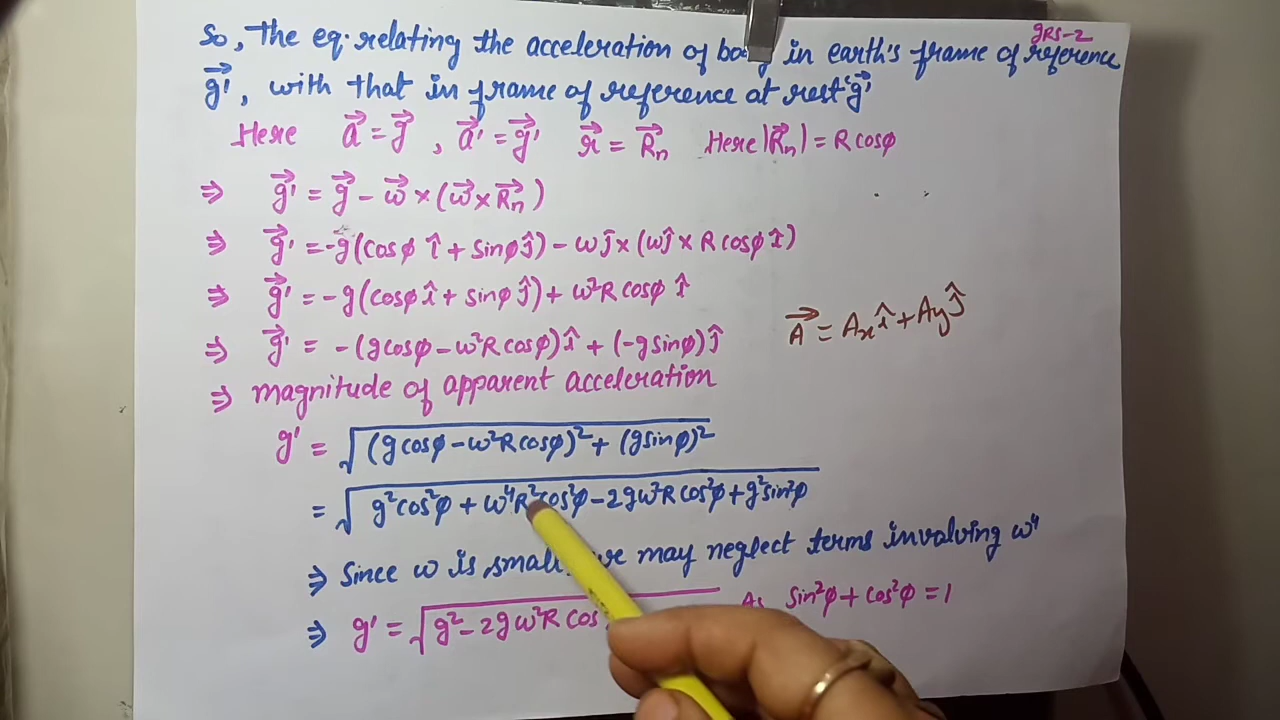 gRS-2
So, the eq. relating the acceleration of body in earth's frame of reference
g⃗', with that in frame of reference at rest 'g⃗'
Here a⃗ = g⃗ , a⃗' = g⃗' r⃗ = R⃗n Here |R⃗n| = R cosφ
⇒ g⃗' = g⃗ - ω⃗ × (ω⃗ × R⃗n)
⇒ g⃗' = -g(cosφ î + sinφ ĵ) - ωĵ × (ωĵ × R cosφ î)
⇒ g⃗' = -g(cosφ î + sinφ ĵ) + ω²R cosφ î
⇒ g⃗' = -(g cosφ - ω²R cosφ) î + (-g sinφ) ĵ
A⃗ = Ax î + Ay ĵ
⇒ magnitude of apparent acceleration
g' = √(g cosφ - ω²R cosφ)² + (g sinφ)²
= √g²cos²φ + ω⁴R²cos²φ - 2gω²R cos²φ + g²sin²φ
⇒ Since ω is small, we may neglect terms involving ω⁴
⇒ g' = √g² - 2gω²R cos As sin²φ + cos²φ = 1